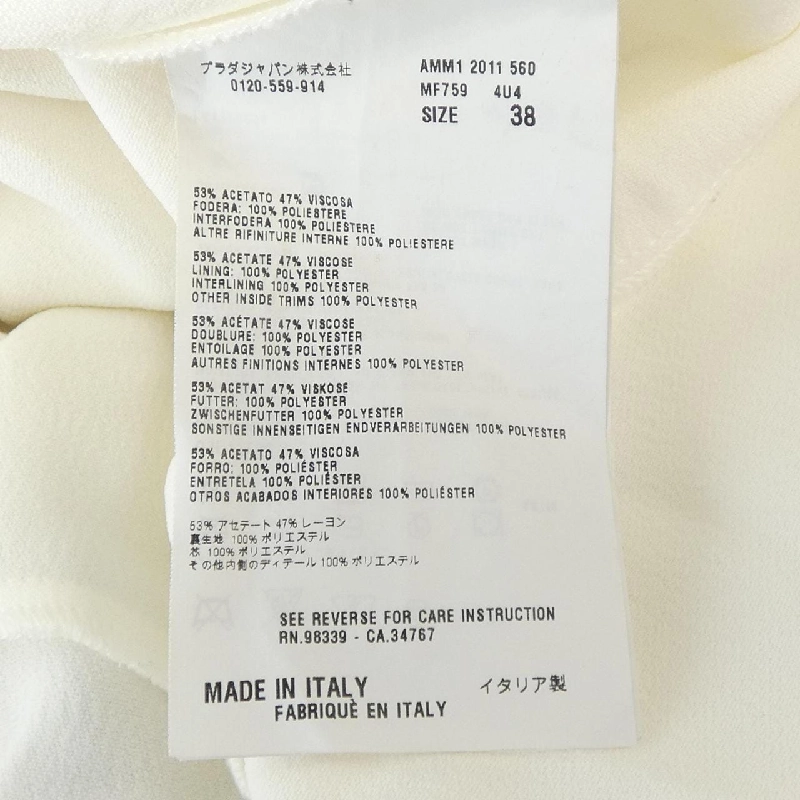 プラダジャパン株式会社
0120-559-914
AMM1 2011 560
MF759 4U4
SIZE 38
53% ACETATO 47% VISCOSA
FODERA: 100% POLIESTERE
INTERFODERA 100% POLIESTERE
ALTRE RIFINITURE INTERNE 100% POLIESTERE
53% ACETATE 47% VISCOSE
LINING: 100% POLYESTER
INTERLINING 100% POLYESTER
OTHER INSIDE TRIMS 100% POLYESTER
53% ACÉTATE 47% VISCOSE
DOUBLURE: 100% POLYESTER
ENTOILAGE 100% POLYESTER
AUTRES FINITIONS INTERNES 100% POLYESTER
53% ACETAT 47% VISKOSE
FUTTER: 100% POLYESTER
ZWISCHENFUTTER 100% POLYESTER
SONSTIGE INNENSEITIGEN ENDVERARBEITUNGEN 100% POLYESTER
53% ACETATO 47% VISCOSA
FORRO: 100% POLIÉSTER
ENTRETELA 100% POLIÉSTER
OTROS ACABADOS INTERIORES 100% POLIÉSTER
53% アセテート 47% レーヨン
裏生地 100% ポリエステル
芯 100% ポリエステル
その他内側のディテール 100% ポリエステル
SEE REVERSE FOR CARE INSTRUCTION
RN.98339 - CA.34767
MADE IN ITALY イタリア製
FABRIQUÈ EN ITALY